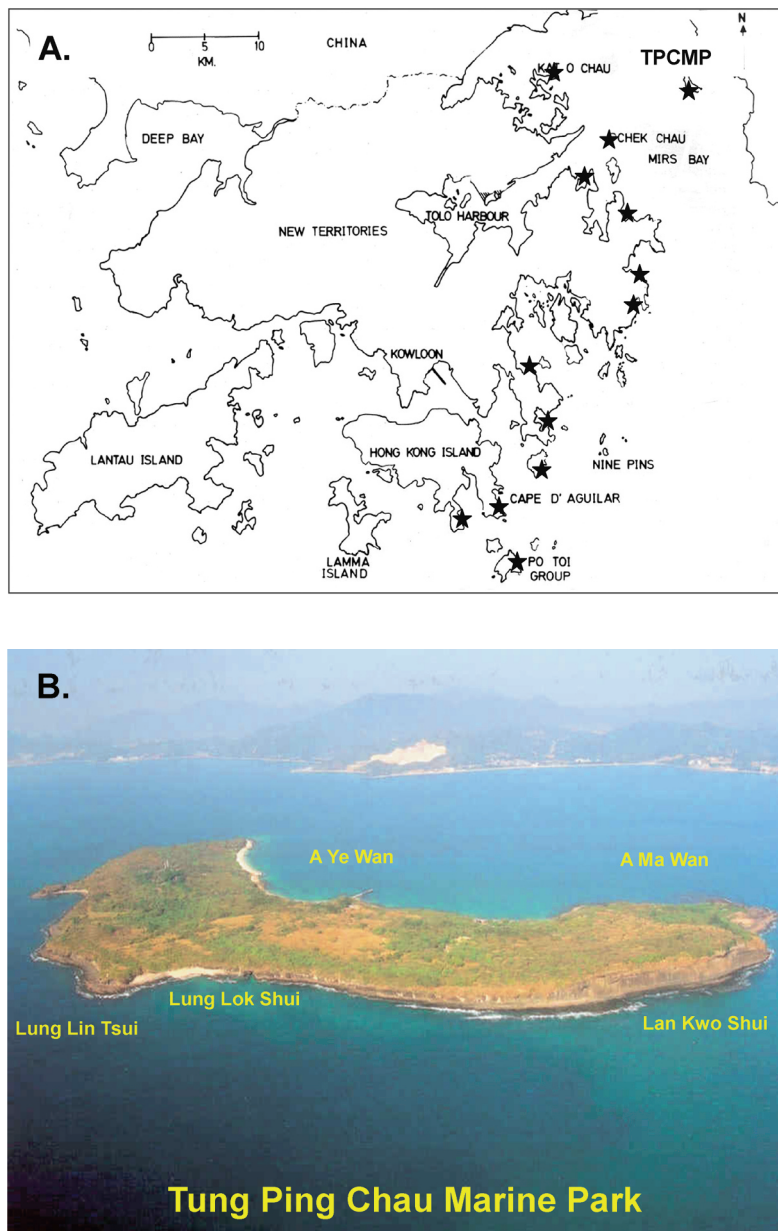 A.
0 5 10
KM.
CHINA
N
TPCMP
DEEP BAY
CHEK CHAU
MIRS BAY
TOLO HARBOUR
NEW TERRITORIES
KOWLOON
LANTAU ISLAND
HONG KONG ISLAND
NINE PINS
CAPE D' AGUILAR
LAMMA
ISLAND
PO TOI
GROUP
B.
A Ye Wan
A Ma Wan
Lung Lok Shui
Lung Lin Tsui
Lan Kwo Shui
Tung Ping Chau Marine Park